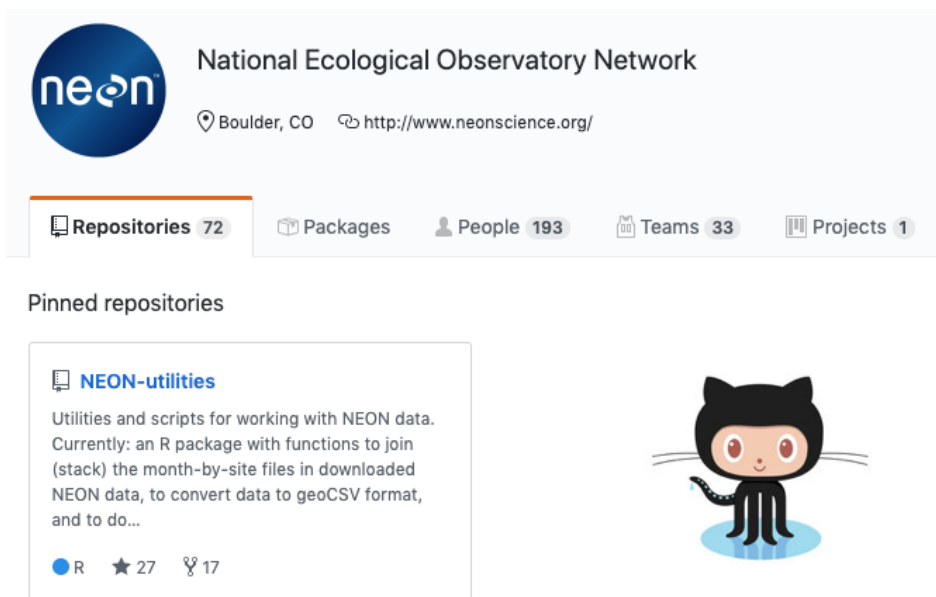 neon™
National Ecological Observatory Network
Boulder, CO http://www.neonscience.org/
Repositories 72 Packages People 193 Teams 33 Projects 1
Pinned repositories
NEON-utilities
Utilities and scripts for working with NEON data.
Currently: an R package with functions to join
(stack) the month-by-site files in downloaded
NEON data, to convert data to geoCSV format,
and to do...
R 27 17